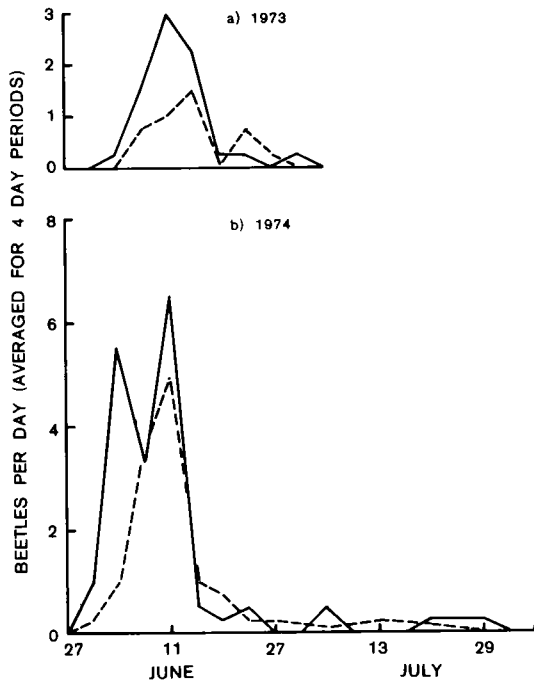 BEETLES PER DAY (AVERAGED FOR 4 DAY PERIODS)
a) 1973
3
2
1
0
b) 1974
8
6
4
2
0
27 11 27 13 29
JUNE JULY